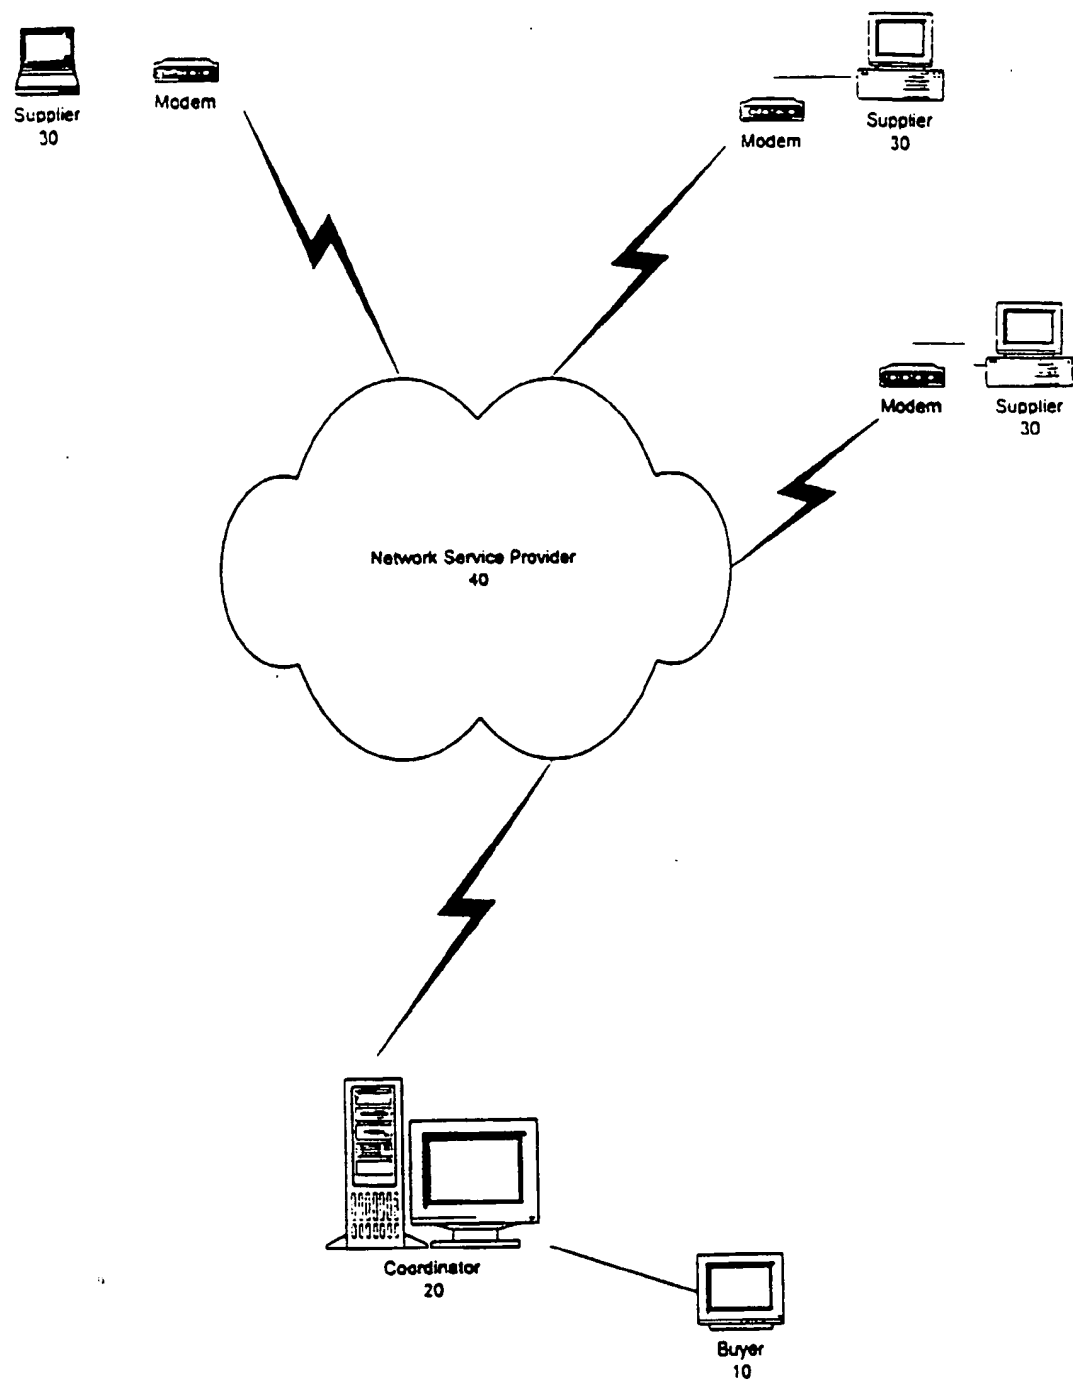 Supplier
30
Modem
Modem
Supplier
30
Modem
Supplier
30
Network Service Provider
40
Coordinator
20
Buyer
10